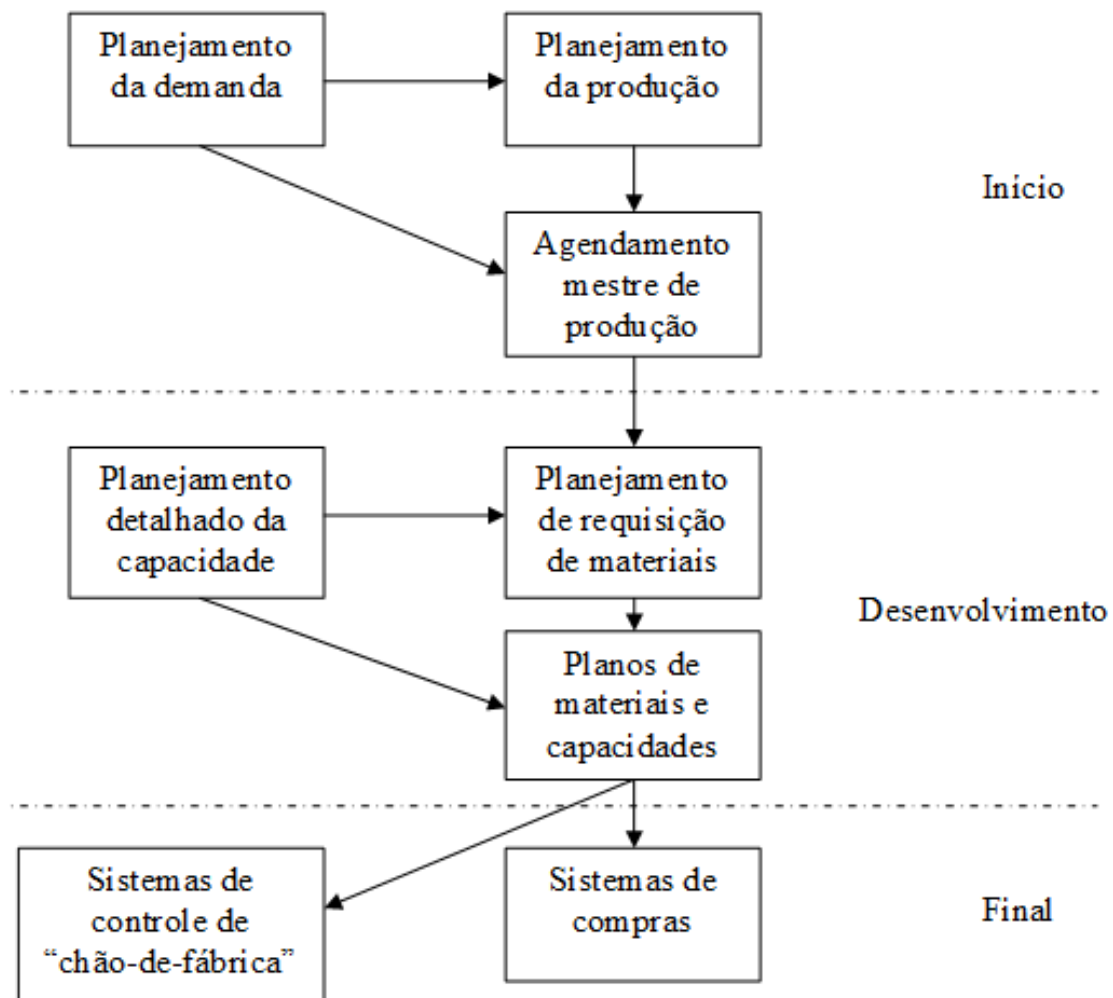 Planejamento
da demanda
Planejamento
da produção
Início
Agendamento
mestre de
produção
Planejamento
detalhado da
capacidade
Planejamento
de requisição
de materiais
Desenvolvimento
Planos de
materiais e
capacidades
Sistemas de
controle de
“chão-de-fábrica”
Sistemas de
compras
Final